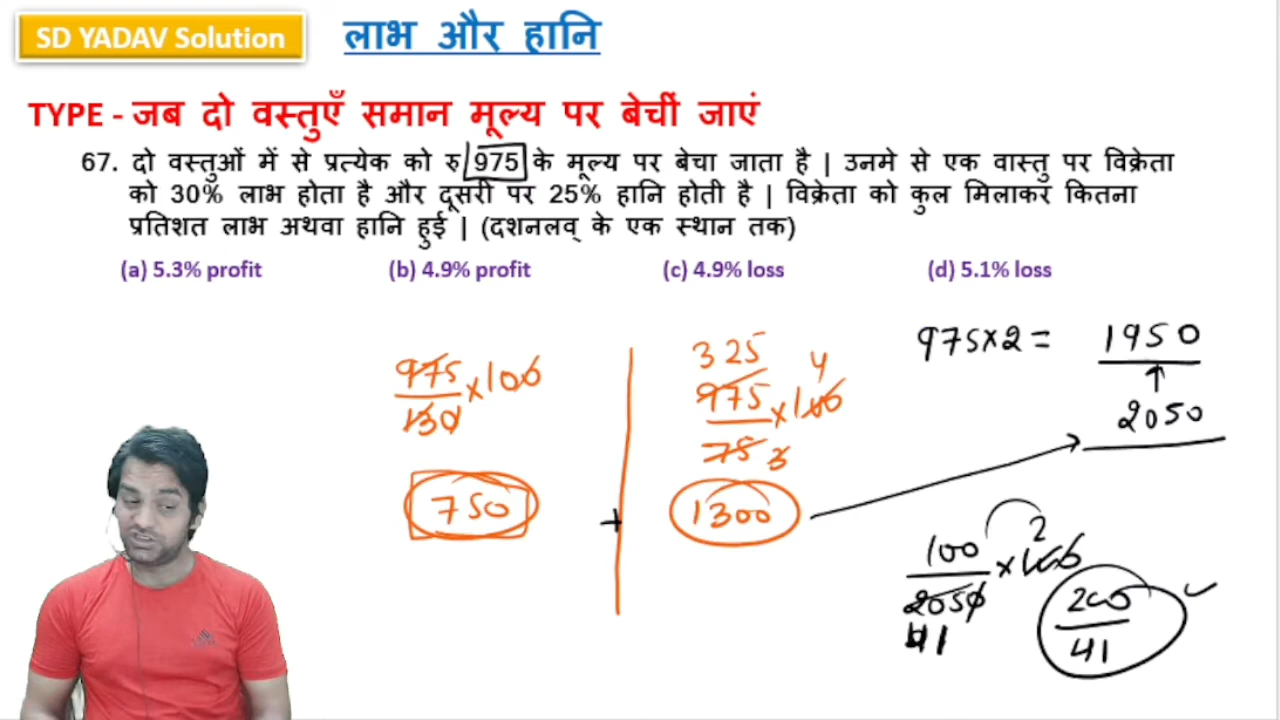 SD YADAV Solution
लाभ और हानि
TYPE - जब दो वस्तुएँ समान मूल्य पर बेचीं जाएं
67. दो वस्तुओं में से प्रत्येक को रु 975 के मूल्य पर बेचा जाता है | उनमे से एक वास्तु पर विक्रेता
को 30% लाभ होता है और दूसरी पर 25% हानि होती है | विक्रेता को कुल मिलाकर कितना
प्रतिशत लाभ अथवा हानि हुई | (दशनलव् के एक स्थान तक)
(a) 5.3% profit (b) 4.9% profit (c) 4.9% loss (d) 5.1% loss
975
130
×100
750
+
325
975
75
3
×100
4
1300
975×2 = 1950
↑
2050
100
2050
41
×100
2
200
41